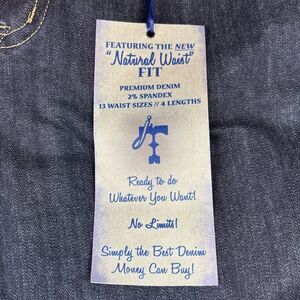 FEATURING THE NEW
"Natural Waist"
FIT
PREMIUM DENIM
2% SPANDEX
13 WAIST SIZES // 4 LENGTHS
T
Ready to do
Whatever You Want!
No Limits!
Simply the Best Denim
Money Can Buy!